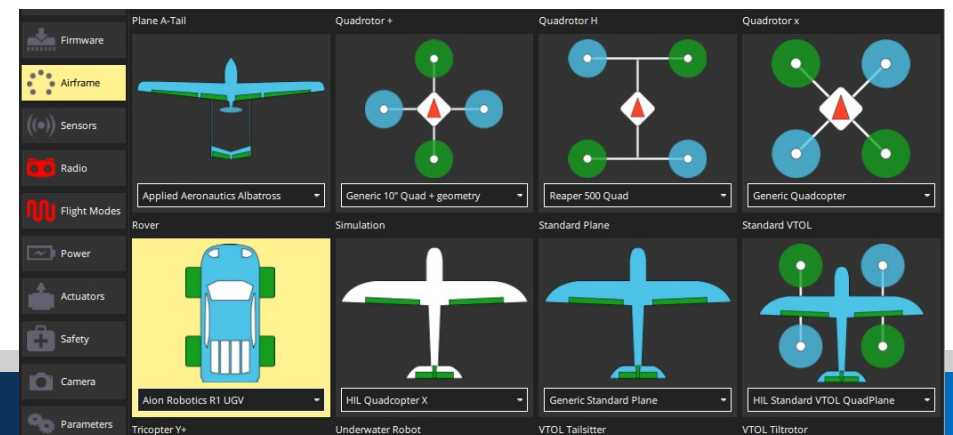 Plane A-Tail
Quadrotor +
Quadrotor H
Quadrotor x
Firmware
Airframe
Sensors
Radio
Flight Modes
Power
Actuators
Safety
Camera
Parameters
Applied Aeronautics Albatross
Generic 10" Quad + geometry
Reaper 500 Quad
Generic Quadcopter
Rover
Simulation
Standard Plane
Standard VTOL
Aion Robotics R1 UGV
HIL Quadcopter X
Generic Standard Plane
HIL Standard VTOL QuadPlane
Tricopter Y+
Underwater Robot
VTOL Tailsitter
VTOL Tiltrotor